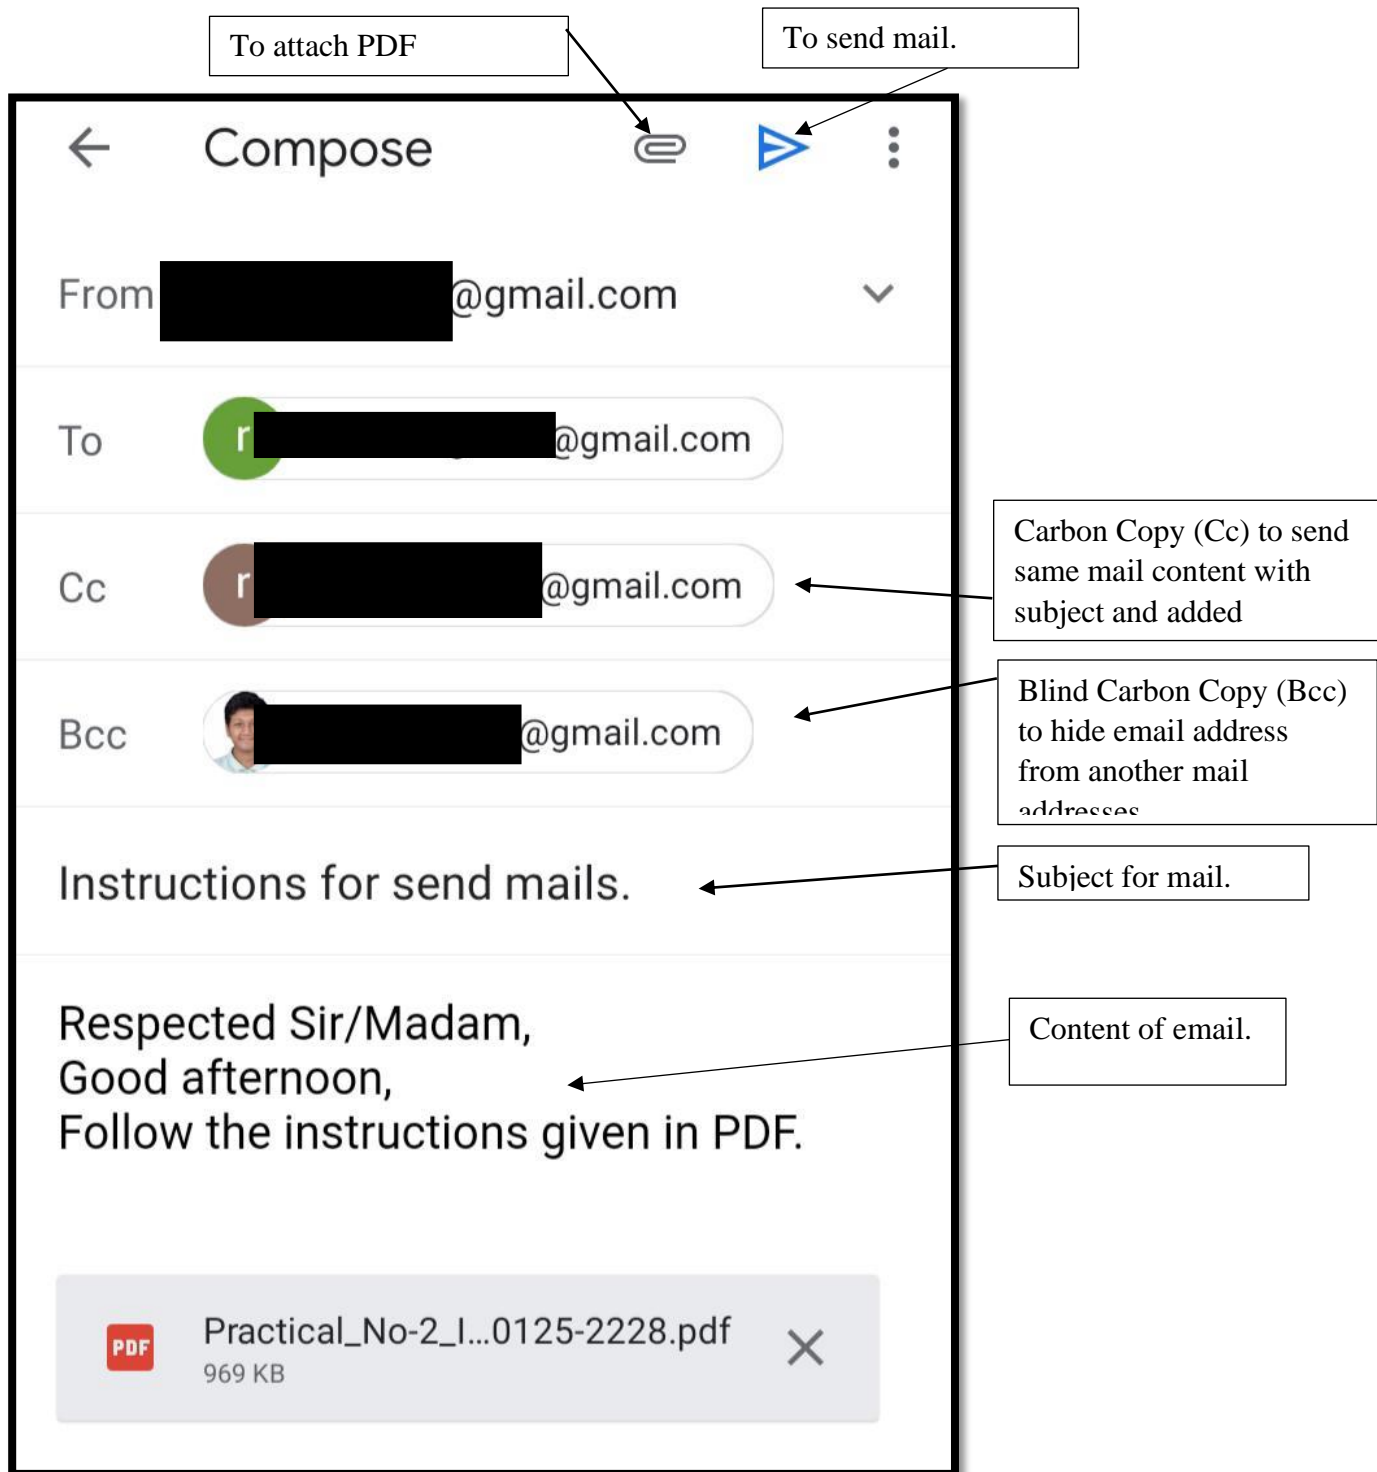 To attach PDF
To send mail.
Compose
From @gmail.com
To r @gmail.com
Cc r @gmail.com
Carbon Copy (Cc) to send
same mail content with
subject and added
Bcc @gmail.com
Blind Carbon Copy (Bcc)
to hide email address
from another mail
addresses
Instructions for send mails.
Subject for mail.
Respected Sir/Madam,
Good afternoon,
Follow the instructions given in PDF.
Content of email.
PDF
Practical_No-2_I...0125-2228.pdf
969 KB